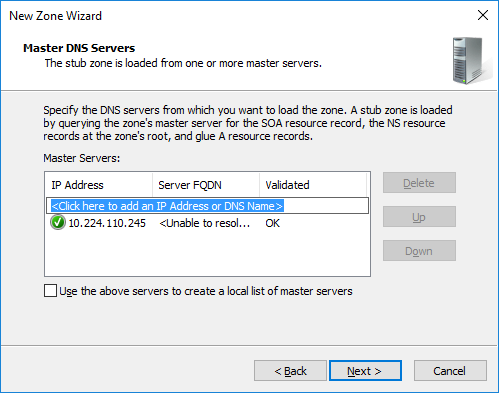 New Zone Wizard
Master DNS Servers
The stub zone is loaded from one or more master servers.
Specify the DNS servers from which you want to load the zone. A stub zone is loaded
by querying the zone's master server for the SOA resource record, the NS resource
records at the zone's root, and glue A resource records.
Master Servers:
IP Address Server FQDN Validated
<Click here to add an IP Address or DNS Name>
10.224.110.245 <Unable to resol... OK
Delete
Up
Down
Use the above servers to create a local list of master servers
< Back Next > Cancel